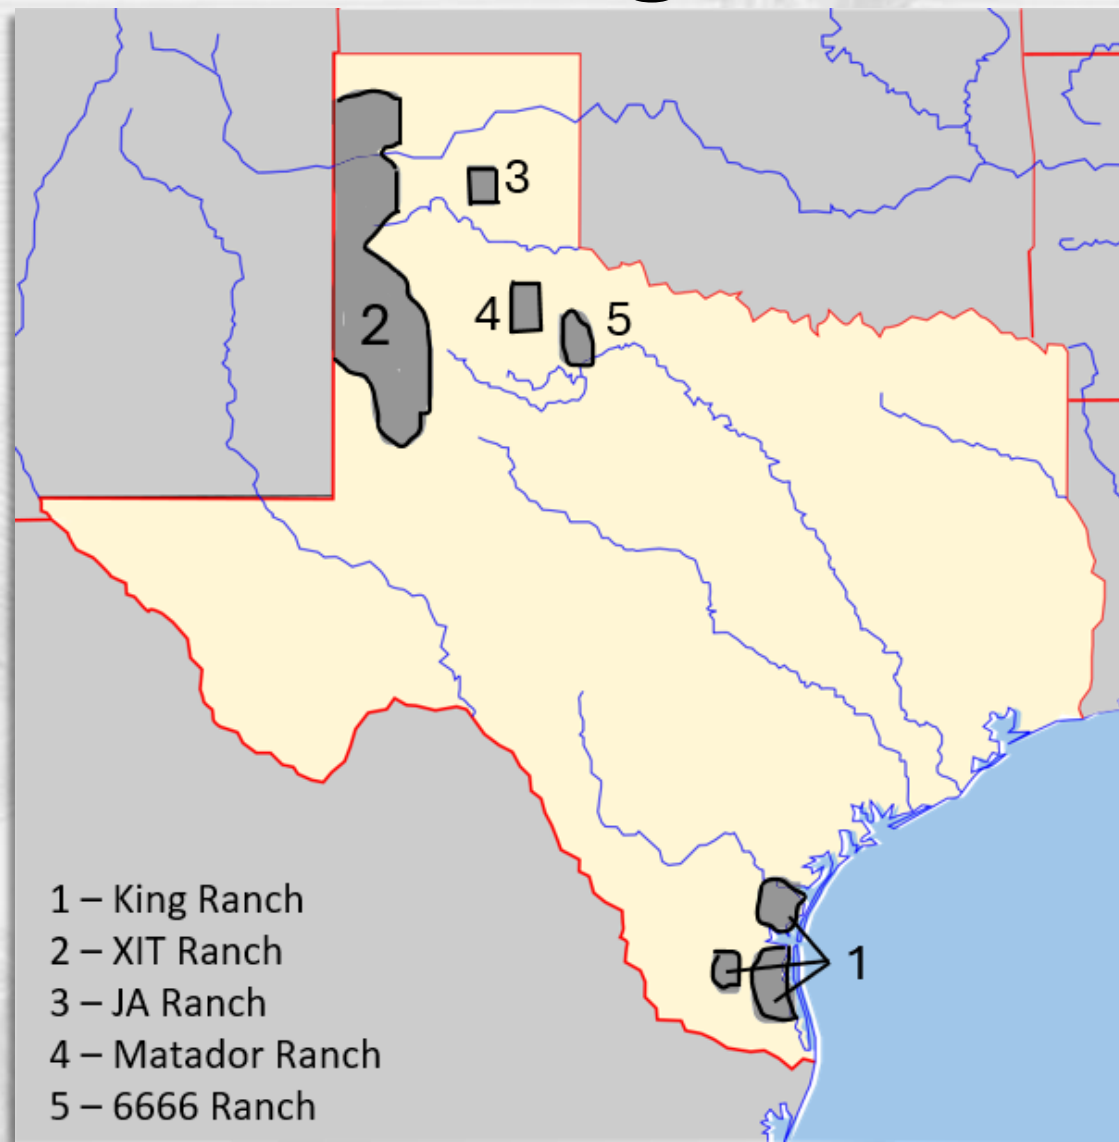 3
2
4
5
1
1 – King Ranch
2 – XIT Ranch
3 – JA Ranch
4 – Matador Ranch
5 – 6666 Ranch